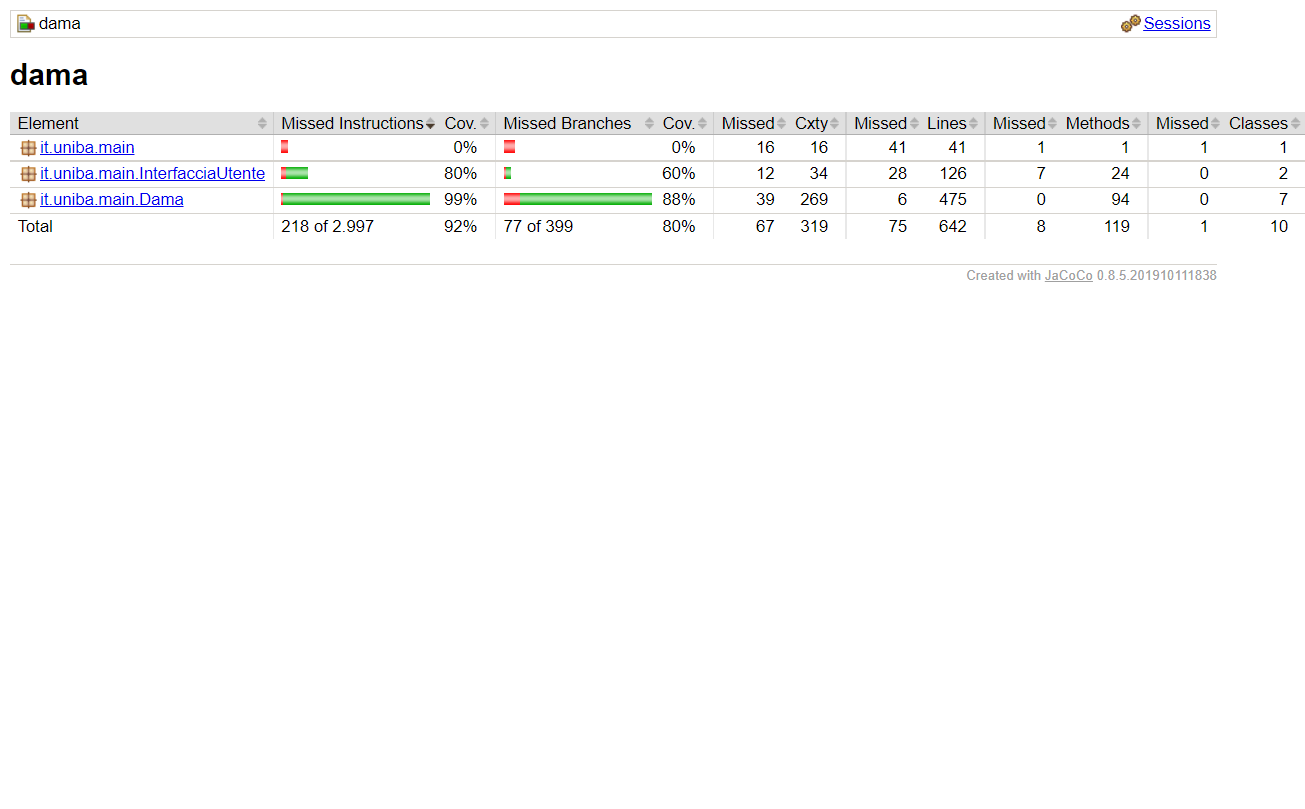 dama Sessions
dama
Element Missed Instructions Cov. Missed Branches Cov. Missed Cxty Missed Lines Missed Methods Missed Classes
it.uniba.main 0% 0% 16 16 41 41 1 1 1 1
it.uniba.main.InterfacciaUtente 80% 60% 12 34 28 126 7 24 0 2
it.uniba.main.Dama 99% 88% 39 269 6 475 0 94 0 7
Total 218 of 2.997 92% 77 of 399 80% 67 319 75 642 8 119 1 10
Created with JaCoCo 0.8.5.201910111838